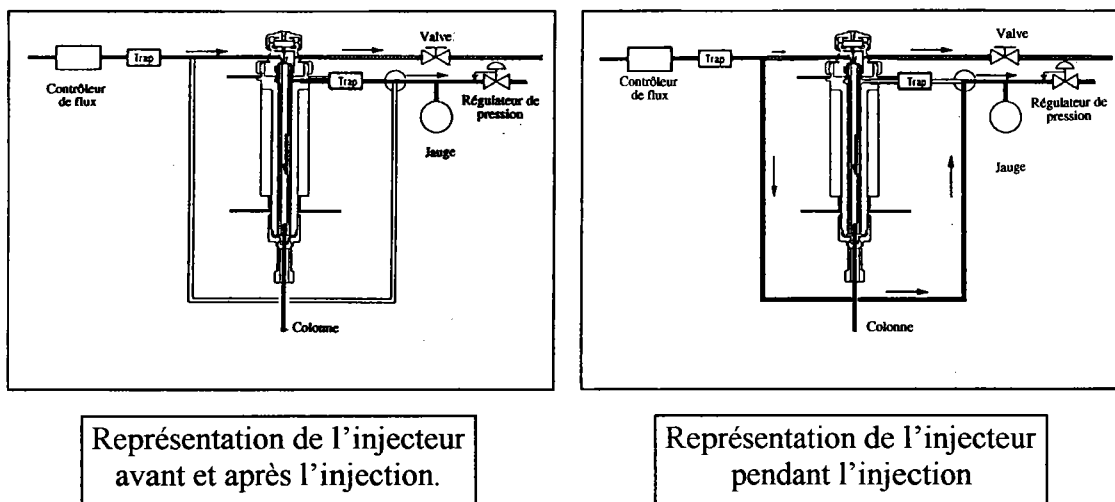 Valve
Trap
Contrôleur
de flux
Trap
Régulateur de
pression
Jauge
Colonne
Représentation de l'injecteur
avant et après l'injection.
Valve
Trap
Contrôleur
de flux
Trap
Régulateur de
pression
Jauge
Colonne
Représentation de l'injecteur
pendant l'injection